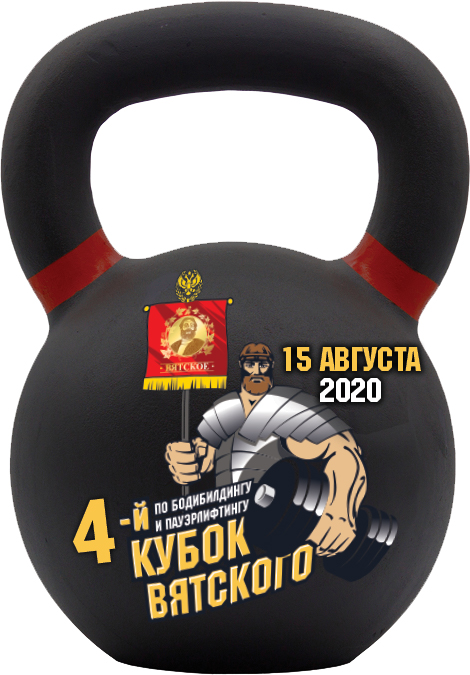 · ВЯТСКОЕ ·
15 АВГУСТА
2020
4-й ПО БОДИБИЛДИНГУ
И ПАУЭРЛИФТИНГУ
КУБОК
ВЯТСКОГО